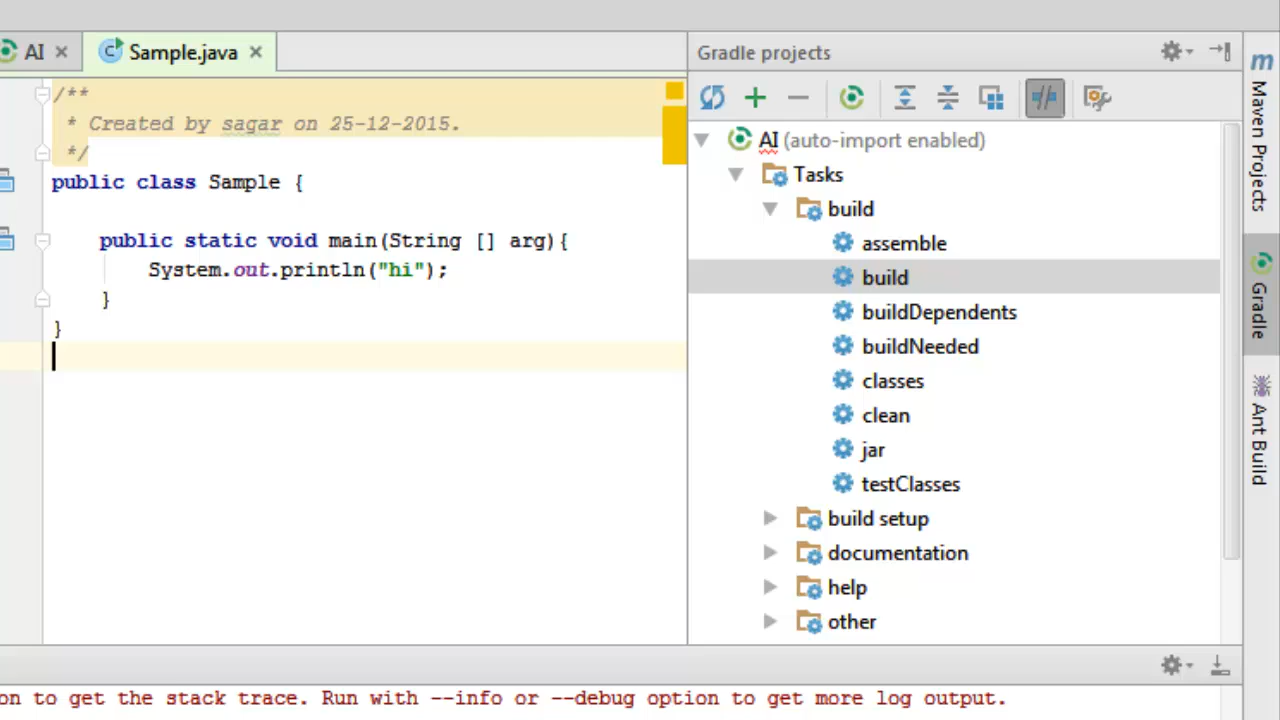 AI
Sample.java
/**
* Created by sagar on 25-12-2015.
*/
public class Sample {
public static void main(String [] arg){
System.out.println("hi");
}
}
Gradle projects
AI (auto-import enabled)
Tasks
build
assemble
build
buildDependents
buildNeeded
classes
clean
jar
testClasses
build setup
documentation
help
other
m Maven Projects
Gradle
Ant Build
on to get the stack trace. Run with --info or --debug option to get more log output.